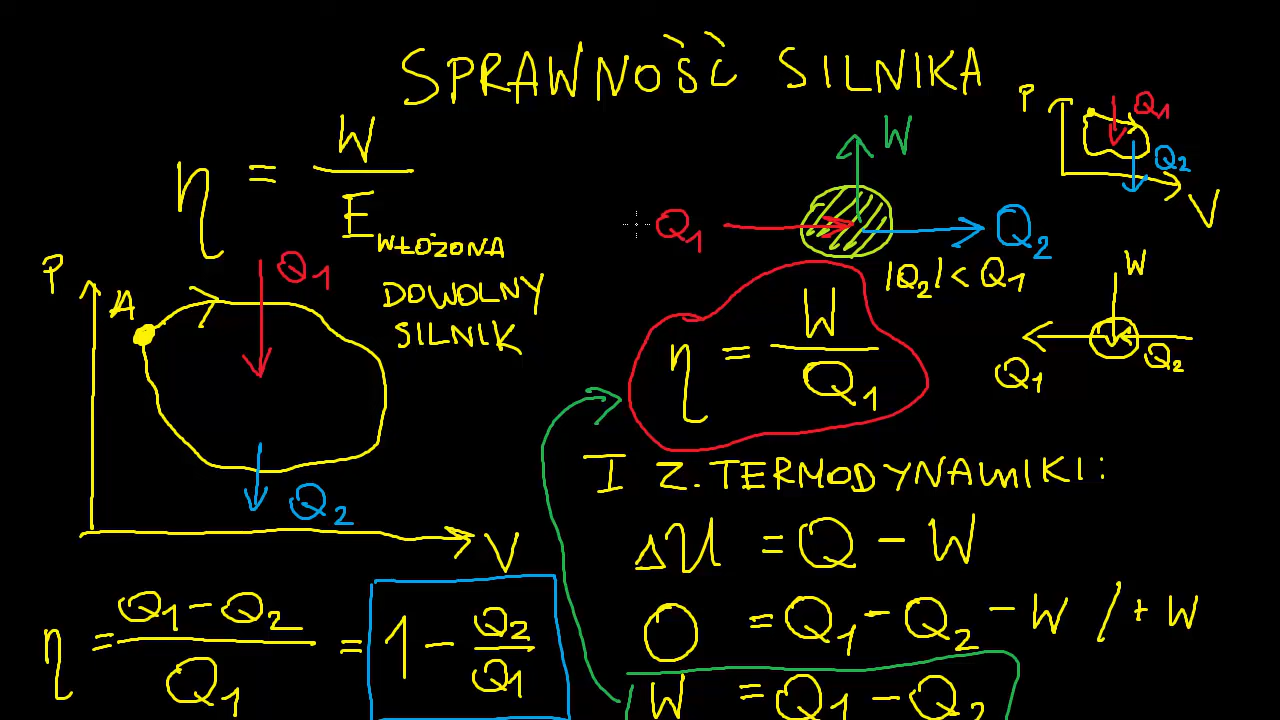 SPRAWNOŚĆ SILNIKA
η = W / E WŁOŻONA
DOWOLNY
SILNIK
P
A
Q1
Q2
V
W
Q1
Q2
|Q2| < Q1
P
Q1
Q2
V
W
Q1
Q2
η = W / Q1
I Z. TERMODYNAMIKI:
ΔU = Q - W
0 = Q1 - Q2 - W / + W
W = Q1 - Q2
η = Q1 - Q2 / Q1 = 1 - Q2 / Q1